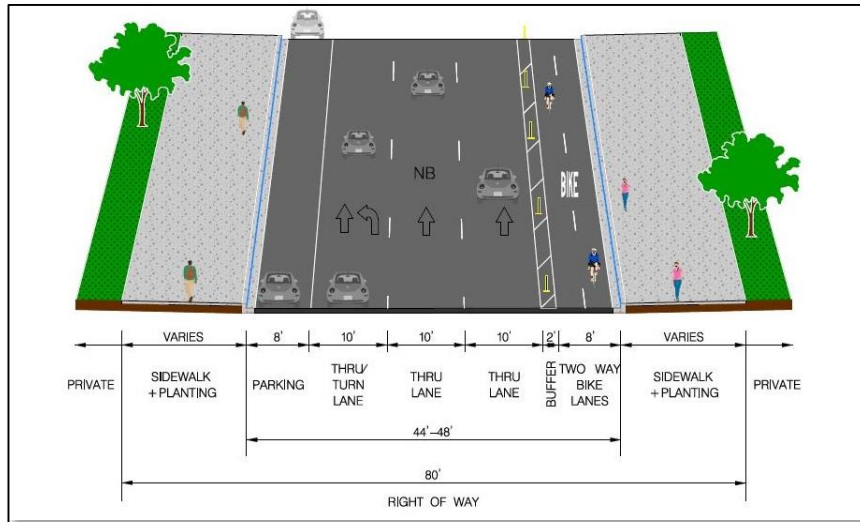 NB
BIKE
VARIES 8' 10' 10' 10' 2' 8' VARIES
PRIVATE
SIDEWALK
+PLANTING
PARKING
THRU/
TURN
LANE
THRU
LANE
THRU
LANE
BUFFER
TWO WAY
BIKE
LANES
SIDEWALK
+PLANTING
PRIVATE
44'-48'
80'
RIGHT OF WAY